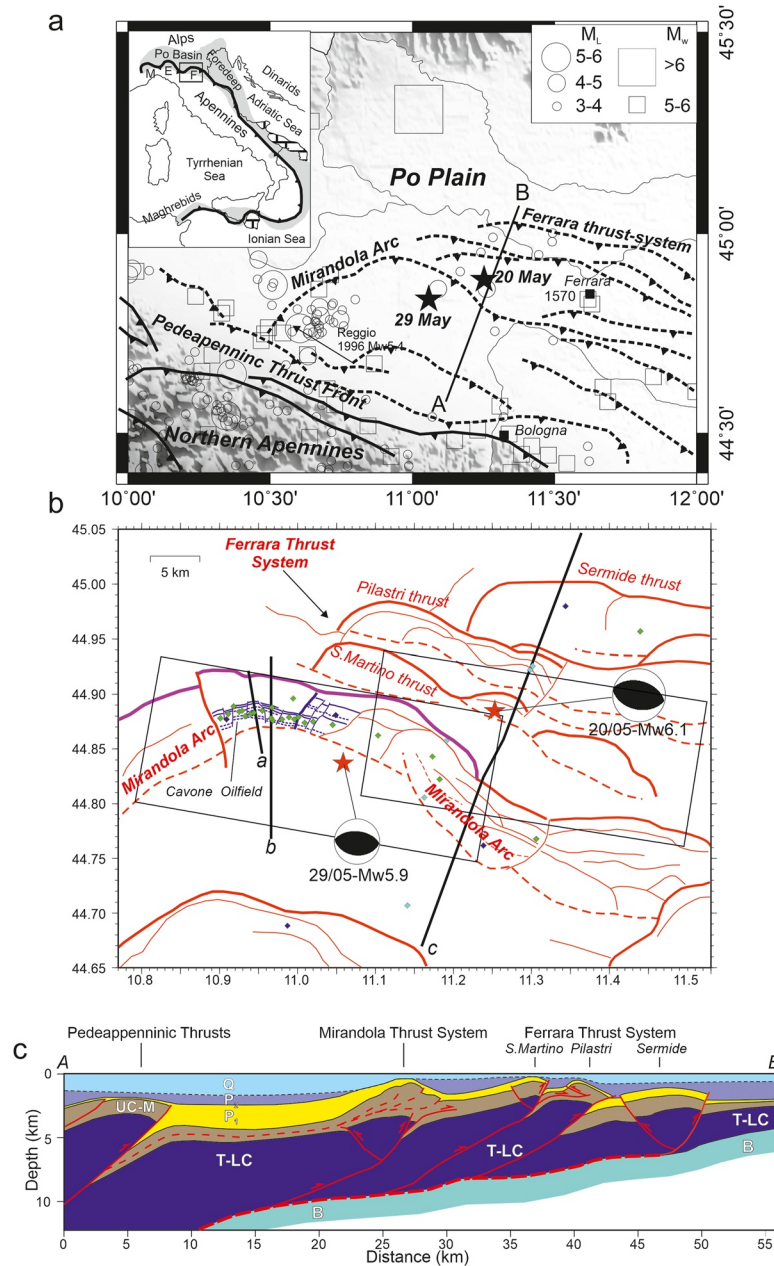 a
Alps
Po Basin
M E F
Foredeep
Dinarids
Adriatic Sea
Apennines
Tyrrhenian
Sea
Maghrebids
Ionian Sea
M_L
M_w
5-6
>6
4-5
3-4
5-6
45°30'
45°00'
44°30'
Po Plain
B
Ferrara thrust-system
Mirandola Arc
20 May
Ferrara
1570
29 May
Reggio
1996 Mw5.4
Pedeapenninc Thrust Front
A
Bologna
Northern Apennines
10°00'
10°30'
11°00'
11°30'
12°00'
b
45.05
45.00
44.95
44.90
44.85
44.80
44.75
44.70
44.65
5 km
Ferrara Thrust
System
Pilastri thrust
Sermide thrust
S.Martino thrust
20/05-Mw6.1
Mirandola Arc
a
Cavone Oilfield
b
29/05-Mw5.9
Mirandola Arc
c
10.8
10.9
11.0
11.1
11.2
11.3
11.4
11.5
c
Pedeappenninic Thrusts
Mirandola Thrust System
Ferrara Thrust System
S.Martino
Pilastri
Sermide
A
0
5
10
Depth (km)
Q
UC-M
T-LC
T-LC
T-LC
B
B
0
5
10
15
20
25
30
35
40
45
50
55
Distance (km)